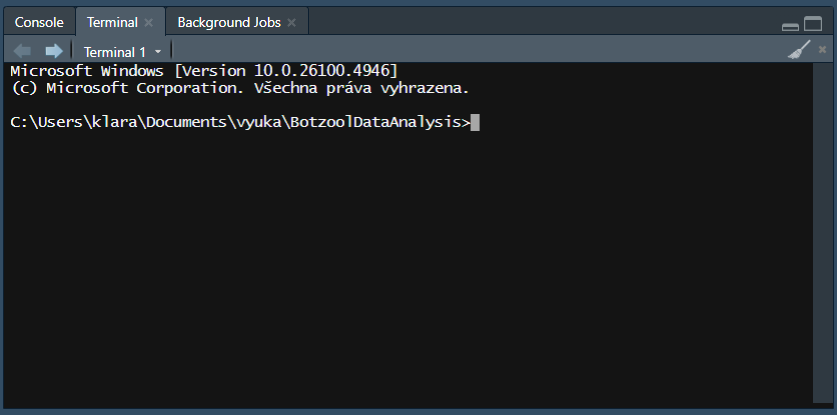 Console Terminal Background Jobs
Terminal 1
Microsoft Windows [Version 10.0.26100.4946]
(c) Microsoft Corporation. Všechna práva vyhrazena.
C:\Users\klara\Documents\vyuka\BotzoolDataAnalysis>